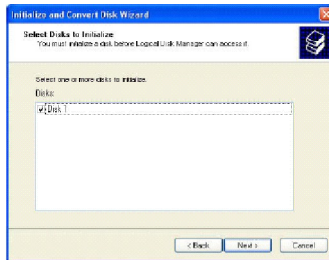 Initialize and Convert Disk Wizard
Select Disks to Initialize
You must initialize a disk before Logical Disk Manager can access it.
Select one or more disks to initialize.
Disks:
Disk 1
< Back
Next >
Cancel